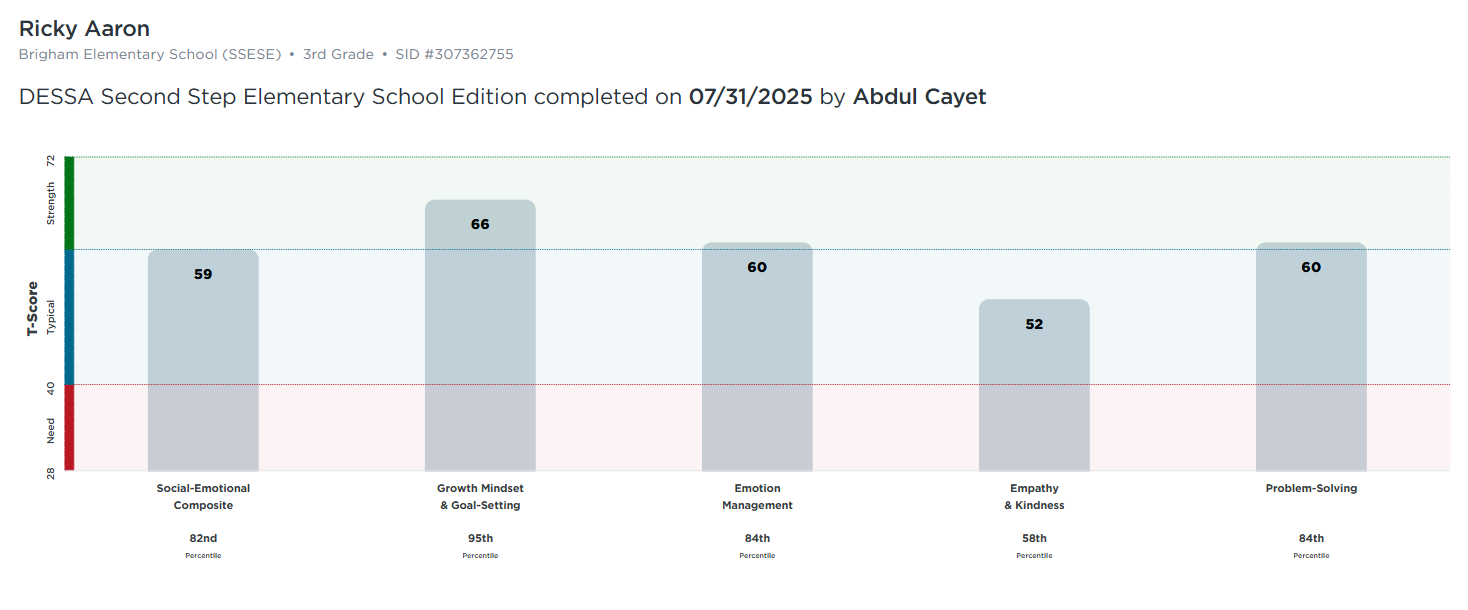 Ricky Aaron
Brigham Elementary School (SSESE) • 3rd Grade • SID #307362755
DESSA Second Step Elementary School Edition completed on 07/31/2025 by Abdul Cayet
T-Score
72
Strength
Typical
40
Need
28
59
66
60
52
60
Social-Emotional
Composite
82nd
Percentile
Growth Mindset
& Goal-Setting
95th
Percentile
Emotion
Management
84th
Percentile
Empathy
& Kindness
58th
Percentile
Problem-Solving
84th
Percentile